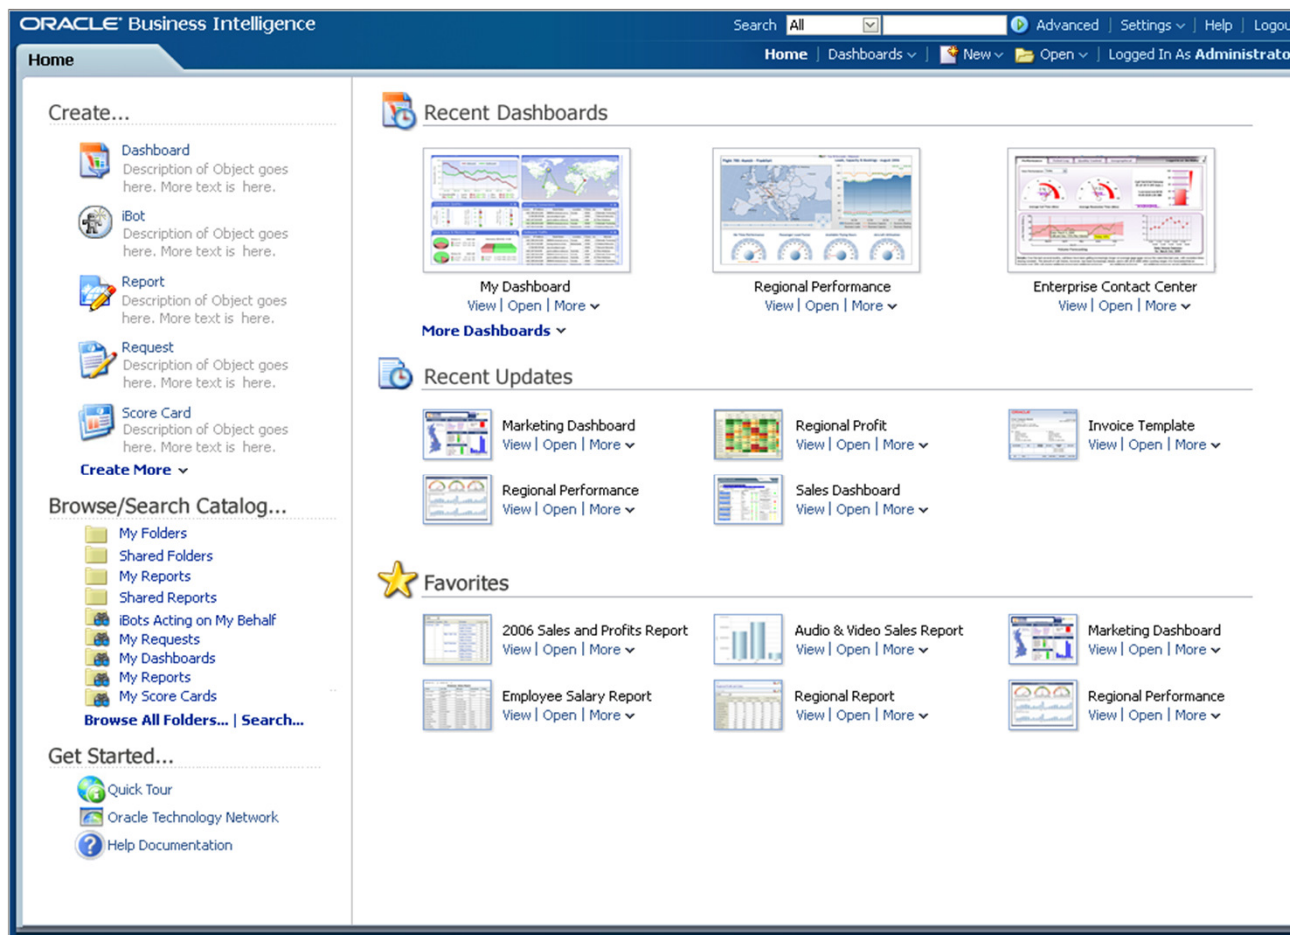 ORACLE Business Intelligence
Search All Advanced | Settings | Help | Logou
Home
Home | Dashboards | New Open | Logged In As Administrato
Create...
Dashboard
Description of Object goes
here. More text is here.
iBot
Description of Object goes
here. More text is here.
Report
Description of Object goes
here. More text is here.
Request
Description of Object goes
here. More text is here.
Score Card
Description of Object goes
here. More text is here.
Create More
Browse/Search Catalog...
My Folders
Shared Folders
My Reports
Shared Reports
iBots Acting on My Behalf
My Requests
My Dashboards
My Reports
My Score Cards
Browse All Folders... | Search...
Get Started...
Quick Tour
Oracle Technology Network
Help Documentation
Recent Dashboards
My Dashboard
View | Open | More
Regional Performance
View | Open | More
Enterprise Contact Center
View | Open | More
More Dashboards
Recent Updates
Marketing Dashboard
View | Open | More
Regional Profit
View | Open | More
Invoice Template
View | Open | More
Regional Performance
View | Open | More
Sales Dashboard
View | Open | More
Favorites
2006 Sales and Profits Report
View | Open | More
Audio & Video Sales Report
View | Open | More
Marketing Dashboard
View | Open | More
Employee Salary Report
View | Open | More
Regional Report
View | Open | More
Regional Performance
View | Open | More